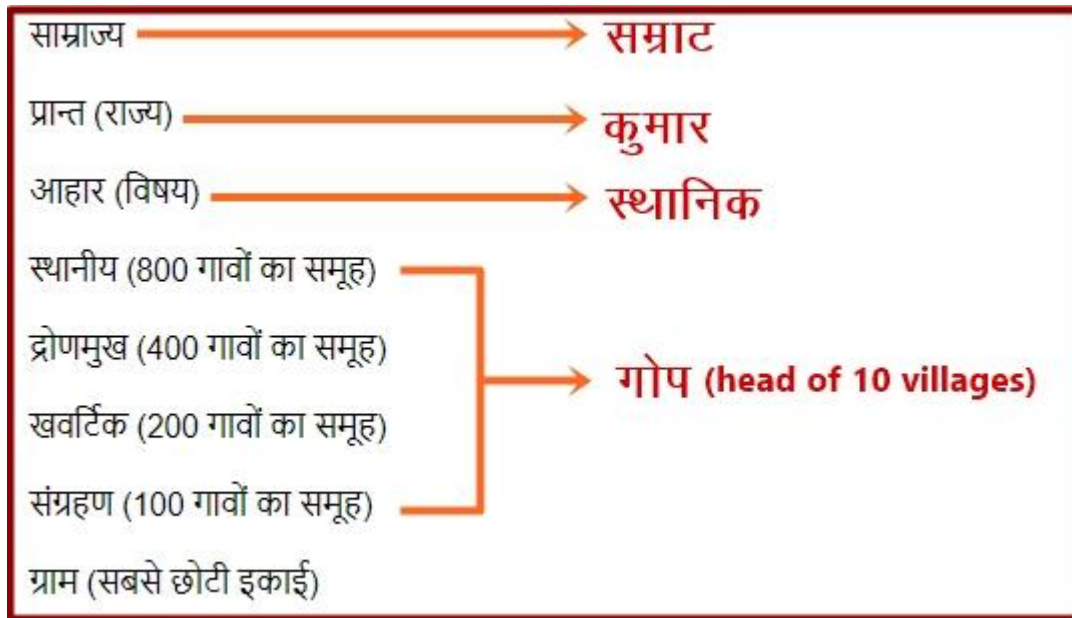 साम्राज्य सम्राट
प्रान्त (राज्य) कुमार
आहार (विषय) स्थानिक
स्थानीय (800 गावों का समूह)
द्रोणमुख (400 गावों का समूह)
गोप (head of 10 villages)
खवर्टिक (200 गावों का समूह)
संग्रहण (100 गावों का समूह)
ग्राम (सबसे छोटी इकाई)